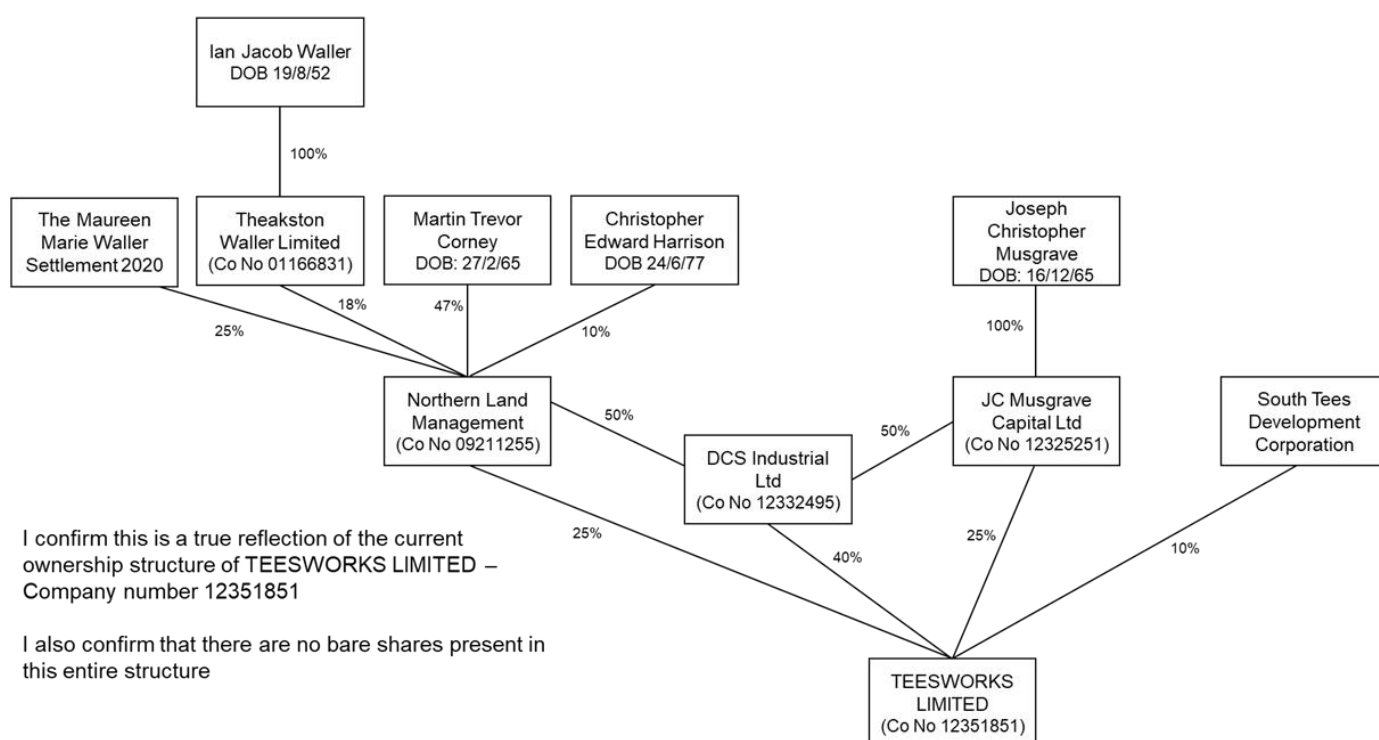 Ian Jacob Waller
DOB 19/8/52
100%
The Maureen
Marie Waller
Settlement 2020
Theakston
Waller Limited
(Co No 01166831)
Martin Trevor
Corney
DOB: 27/2/65
Christopher
Edward Harrison
DOB 24/6/77
Joseph
Christopher
Musgrave
DOB: 16/12/65
25%
18%
47%
10%
100%
Northern Land
Management
(Co No 09211255)
50%
DCS Industrial
Ltd
(Co No 12332495)
50%
JC Musgrave
Capital Ltd
(Co No 12325251)
South Tees
Development
Corporation
25%
40%
25%
10%
I confirm this is a true reflection of the current
ownership structure of TEESWORKS LIMITED –
Company number 12351851
I also confirm that there are no bare shares present in
this entire structure
TEESWORKS
LIMITED
(Co No 12351851)